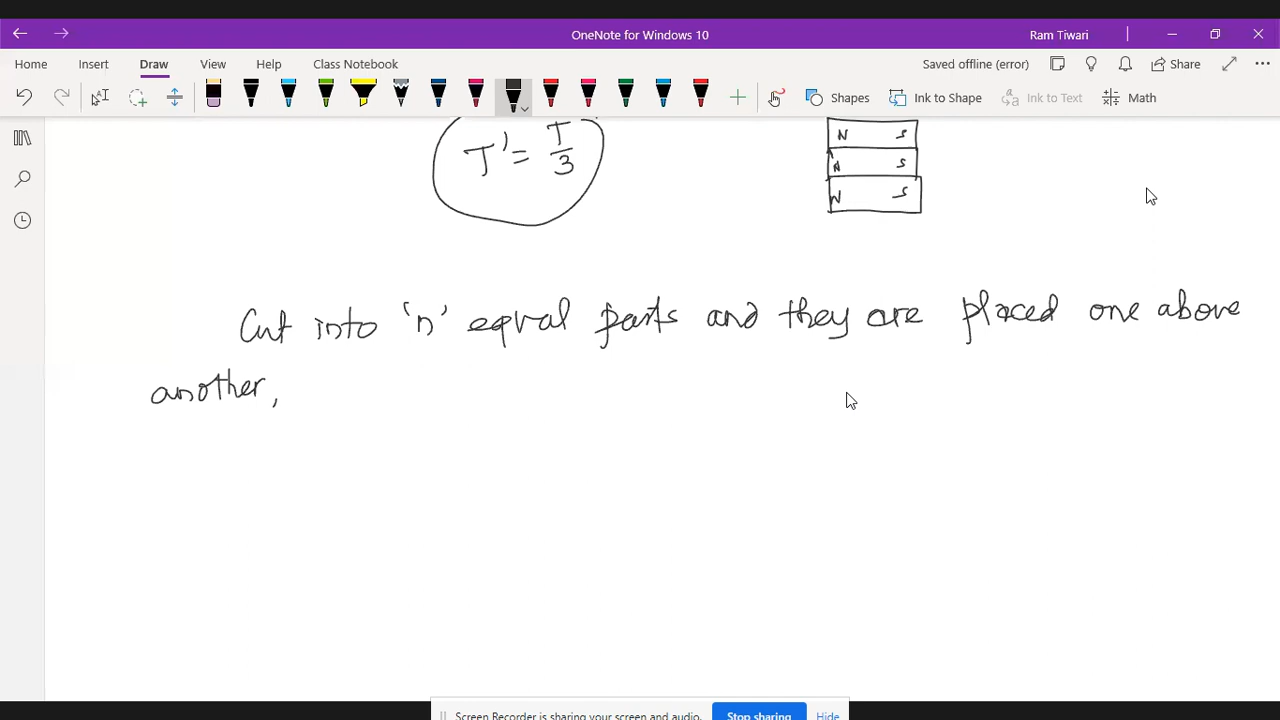 OneNote for Windows 10
Ram Tiwari
Home Insert Draw View Help Class Notebook
Saved offline (error) Share
Shapes Ink to Shape Ink to Text Math
T' = T/3
N S
N S
N S
Cut into 'n' equal parts and they are placed one above
another,
Screen Recorder is sharing your screen and audio. Stop sharing Hide